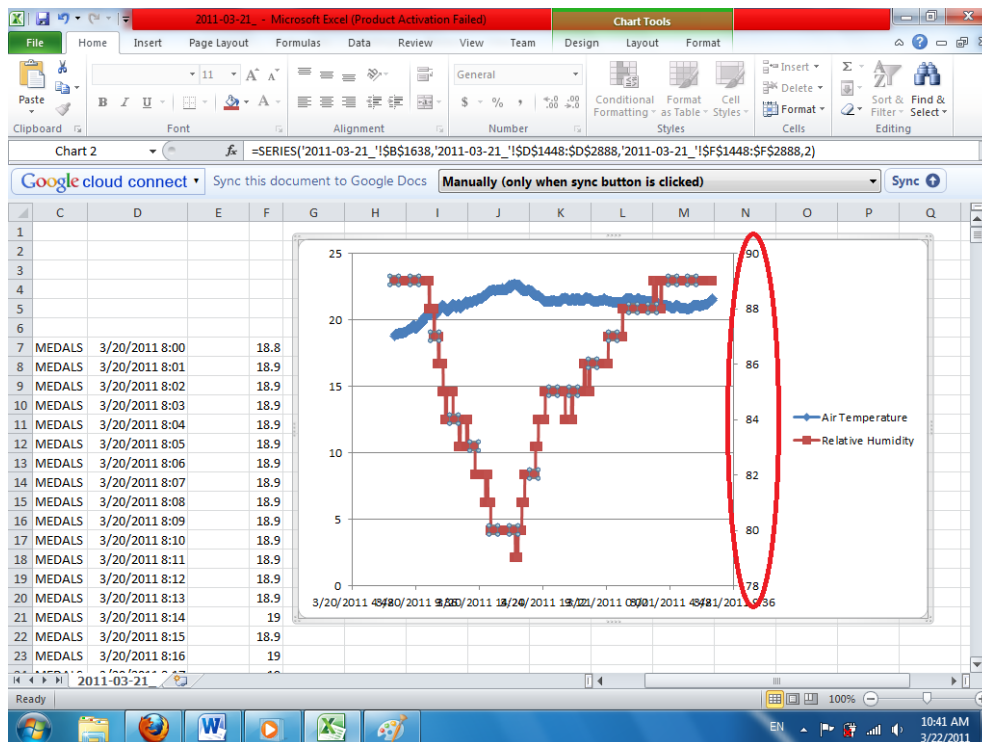 2011-03-21_ - Microsoft Excel (Product Activation Failed)
Chart Tools
File Home Insert Page Layout Formulas Data Review View Team Design Layout Format
Paste
11
General
Conditional Formatting
Format as Table
Cell Styles
Insert
Delete
Format
Sort & Filter
Find & Select
Clipboard Font Alignment Number Styles Cells Editing
Chart 2 fx =SERIES('2011-03-21_'!$B$1638,'2011-03-21_'!$D$1448:$D$2888,'2011-03-21_'!$F$1448:$F$2888,2)
Google cloud connect Sync this document to Google Docs Manually (only when sync button is clicked) Sync
C D E F G H I J K L M N O P Q
1
2
3
4
5
6
7 MEDALS 3/20/2011 8:00 18.8
8 MEDALS 3/20/2011 8:01 18.9
9 MEDALS 3/20/2011 8:02 18.9
10 MEDALS 3/20/2011 8:03 18.9
11 MEDALS 3/20/2011 8:04 18.9
12 MEDALS 3/20/2011 8:05 18.9
13 MEDALS 3/20/2011 8:06 18.9
14 MEDALS 3/20/2011 8:07 18.9
15 MEDALS 3/20/2011 8:08 18.9
16 MEDALS 3/20/2011 8:09 18.9
17 MEDALS 3/20/2011 8:10 18.9
18 MEDALS 3/20/2011 8:11 18.9
19 MEDALS 3/20/2011 8:12 18.9
20 MEDALS 3/20/2011 8:13 18.9
21 MEDALS 3/20/2011 8:14 19
22 MEDALS 3/20/2011 8:15 18.9
23 MEDALS 3/20/2011 8:16 19
25
20
15
10
5
0
90
88
86
84
82
80
78
Air Temperature
Relative Humidity
2011-03-21_
Ready 100%
EN 10:41 AM
3/22/2011